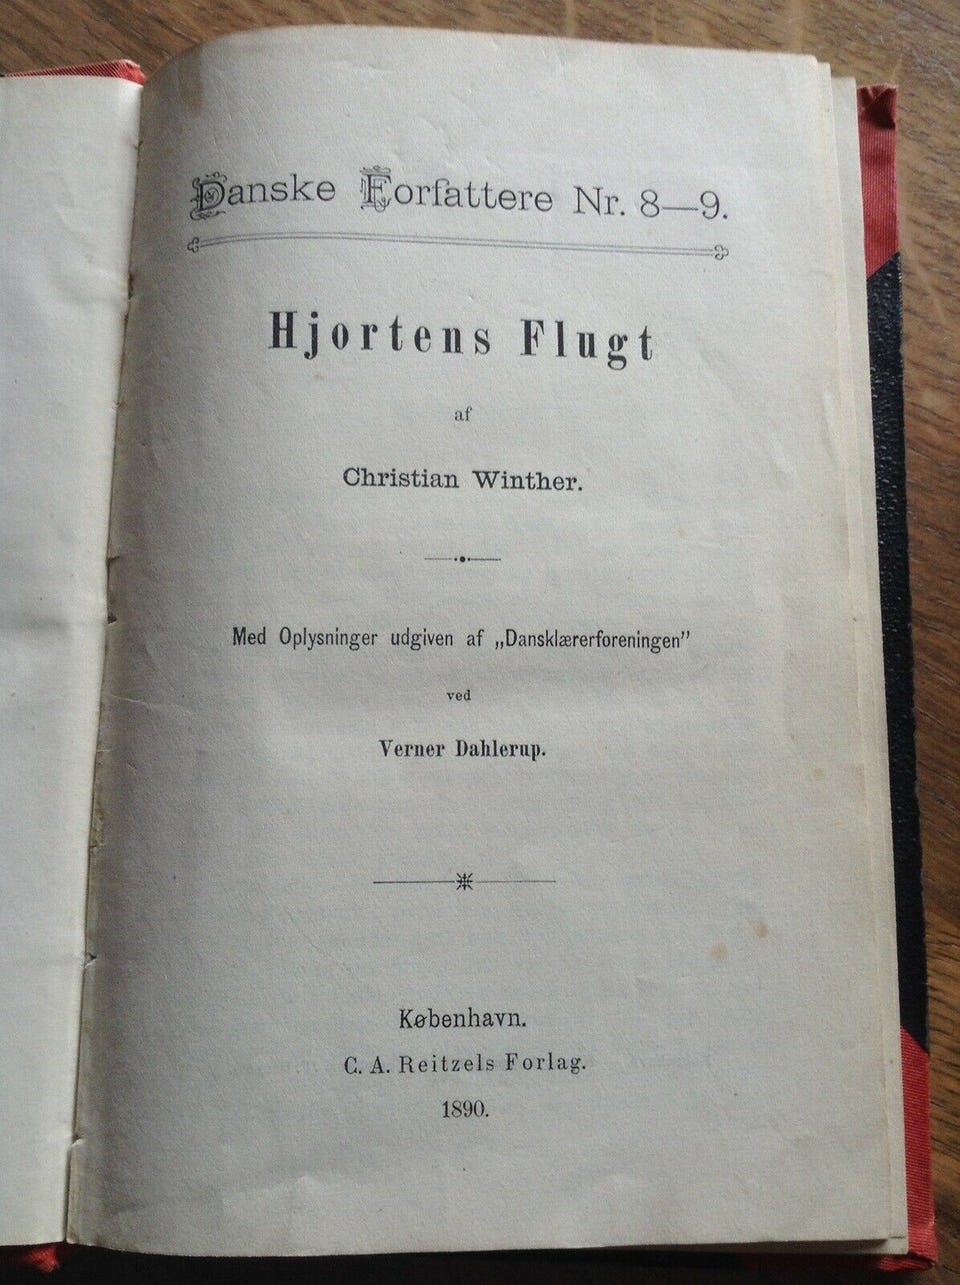 Danske Forfattere Nr. 8—9.
Hjortens Flugt
af
Christian Winther.
Med Oplysninger udgiven af „Dansklærerforeningen”
ved
Verner Dahlerup.
København.
C. A. Reitzels Forlag.
1890.